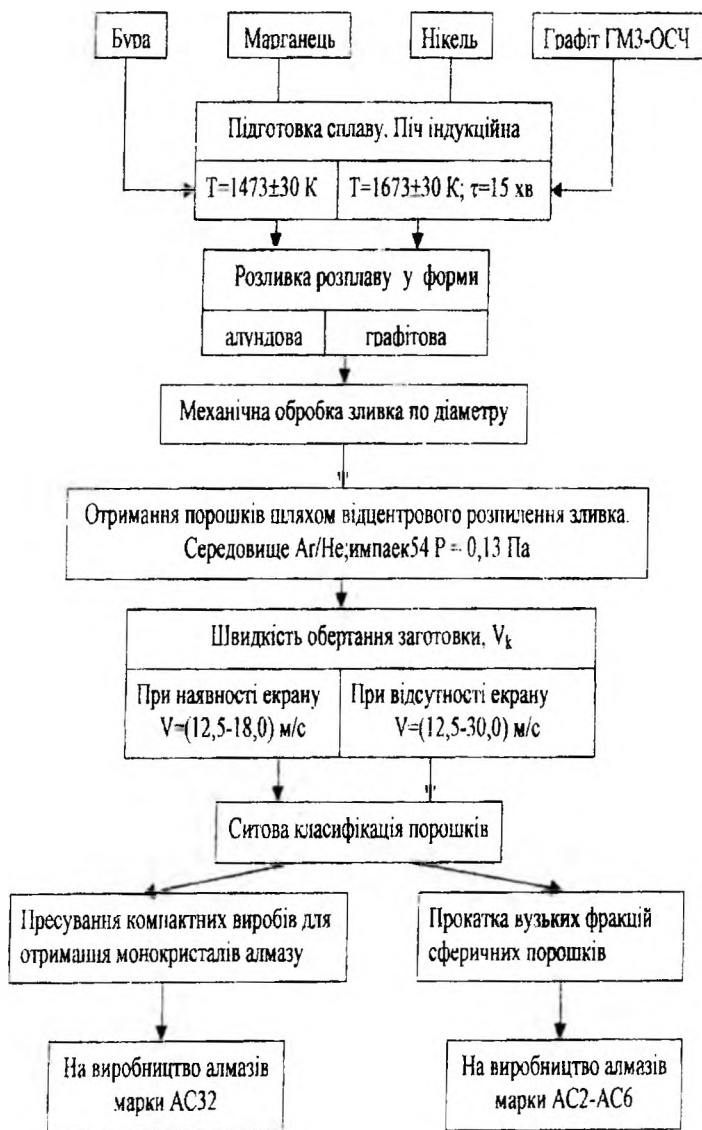 Бура
Марганець
Нікель
Графіт ГМЗ-ОСЧ
Підготовка сплаву. Піч індукційна
T=1473±30 К
T=1673±30 К; τ=15 хв
Розливка розплаву у форми
алундова
графітова
Механічна обробка зливка по діаметру
Отримання порошків шляхом відцентрового розпилення зливка.
Середовище Ar/He;импаек54 P = 0,13 Па
Швидкість обертання заготовки, Vk
При наявності екрану
V=(12,5-18,0) м/с
При відсутності екрану
V=(12,5-30,0) м/с
Ситова класифікація порошків
Пресування компактних виробів для
отримання монокристалів алмазу
Прокатка вузьких фракцій
сферичних порошків
На виробництво алмазів
марки АС32
На виробництво алмазів
марки АС2-АС6